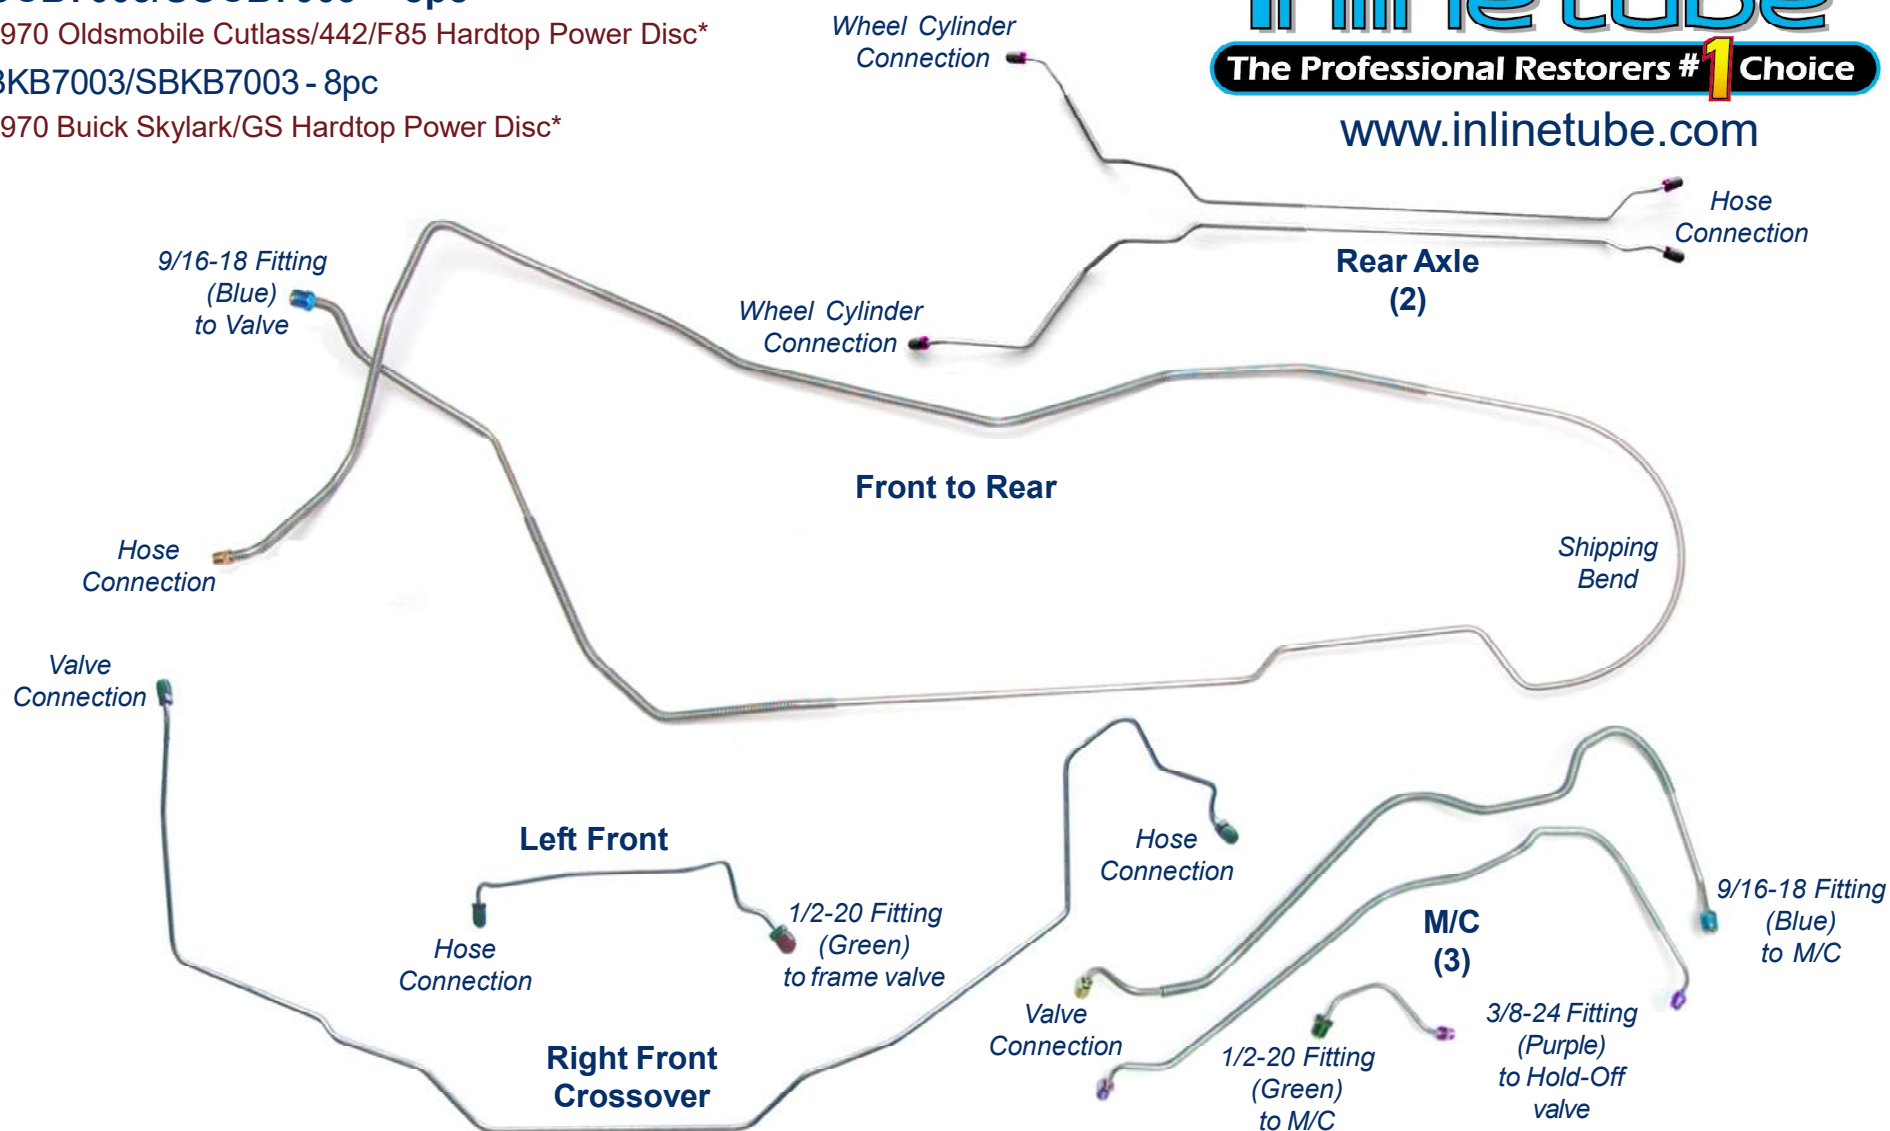 970 Oldsmobile Cutlass/442/F85 Hardtop Power Disc*
BKB7003/SBKB7003 - 8pc
970 Buick Skylark/GS Hardtop Power Disc*
inlinetube
The Professional Restorers #1 Choice
www.inlinetube.com
Wheel Cylinder
Connection
Hose
Connection
Rear Axle
(2)
Wheel Cylinder
Connection
9/16-18 Fitting
(Blue)
to Valve
Front to Rear
Hose
Connection
Shipping
Bend
Valve
Connection
Left Front
Hose
Connection
1/2-20 Fitting
(Green)
to frame valve
Hose
Connection
Right Front
Crossover
M/C
(3)
9/16-18 Fitting
(Blue)
to M/C
Valve
Connection
1/2-20 Fitting
(Green)
to M/C
3/8-24 Fitting
(Purple)
to Hold-Off
valve